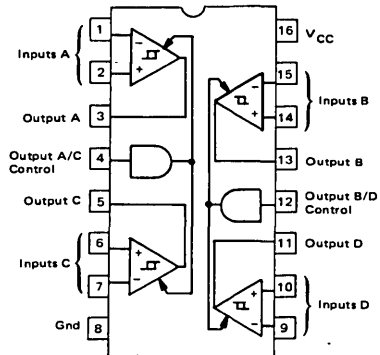 1
Inputs A
2
− +
Output A 3
Output A/C
Control 4
Output C 5
6
Inputs C
7
+ −
Gnd 8
16 VCC
15
Inputs B
14
− +
13 Output B
12 Output B/D
Control
11 Output D
10
Inputs D
9
+ −